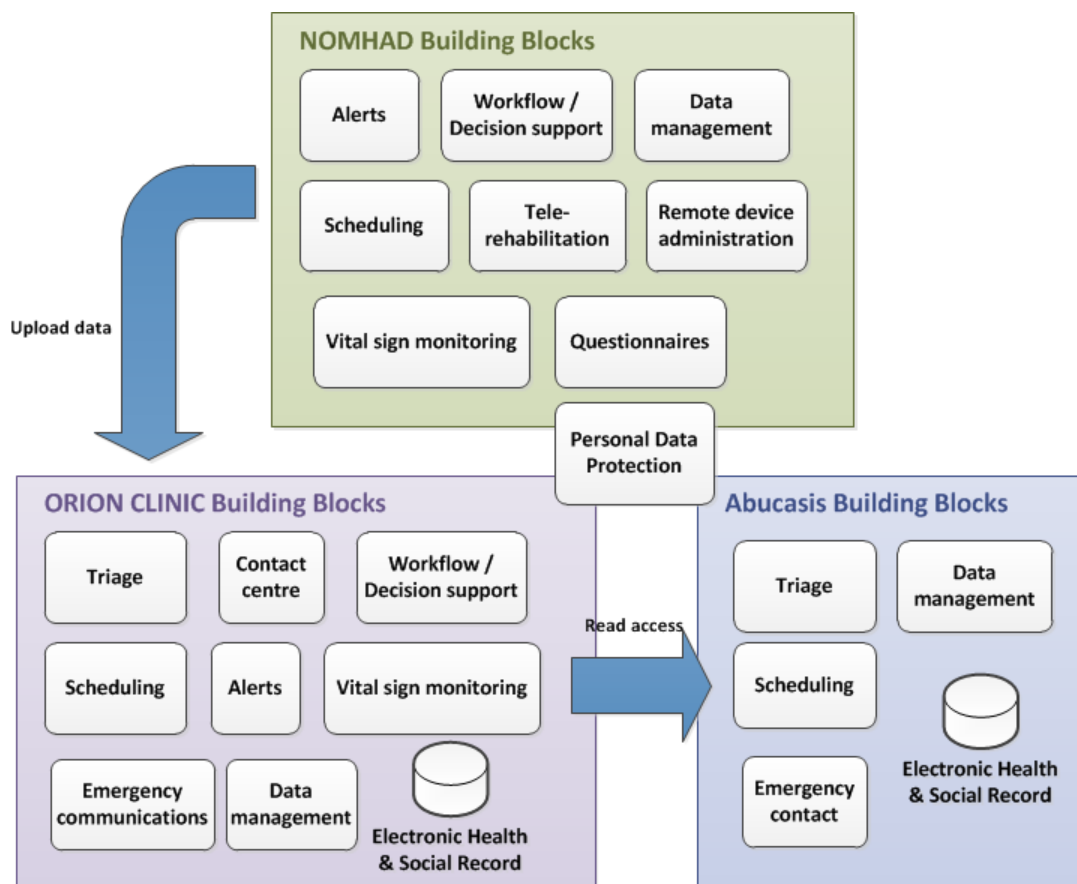 NOMHAD Building Blocks
Alerts
Workflow /
Decision support
Data
management
Scheduling
Tele-
rehabilitation
Remote device
administration
Upload data
Vital sign monitoring
Questionnaires
Personal Data
Protection
ORION CLINIC Building Blocks
Triage
Contact
centre
Workflow /
Decision support
Scheduling
Alerts
Vital sign monitoring
Emergency
communications
Data
management
Electronic Health
& Social Record
Read access
Abucasis Building Blocks
Triage
Data
management
Scheduling
Electronic Health
& Social Record
Emergency
contact